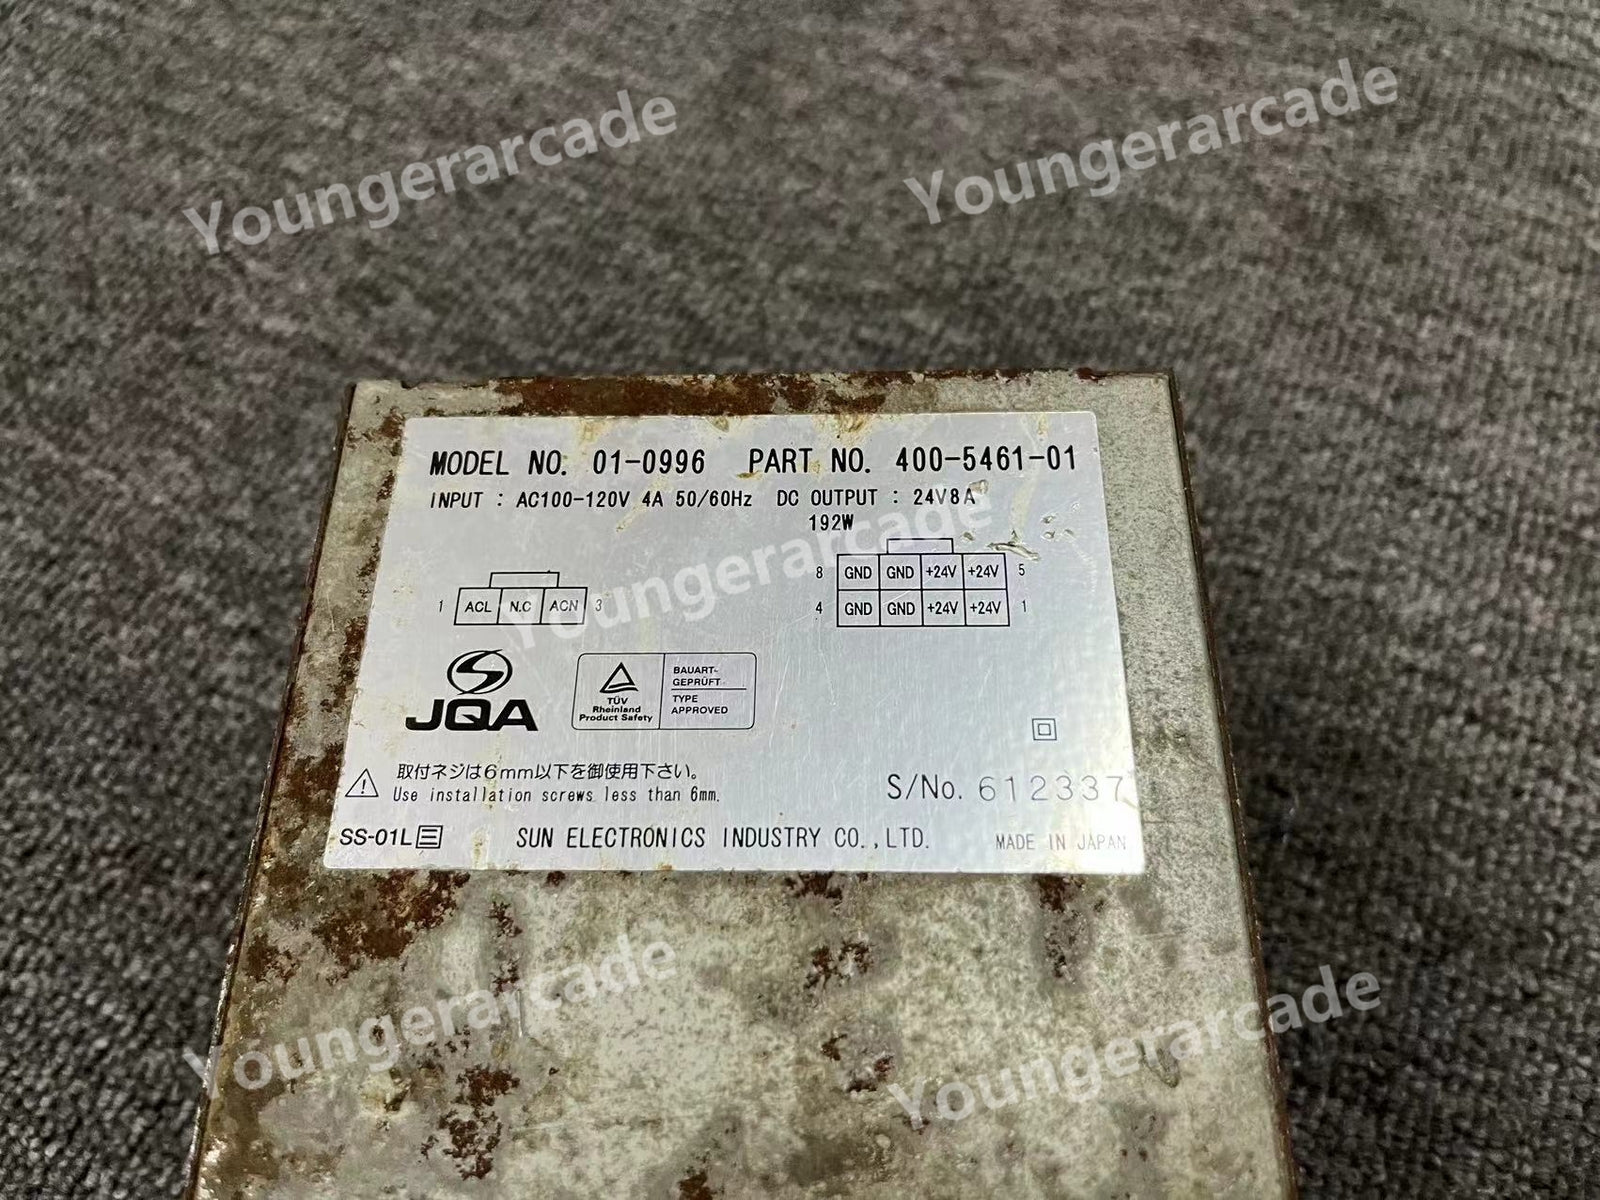 Youngerarcade
Youngerarcade
MODEL NO. 01-0996 PART NO. 400-5461-01
INPUT : AC100-120V 4A 50/60Hz DC OUTPUT : 24V8A
192W
Youngerarcade
8 GND GND +24V +24V 5
1 ACL N.C ACN 3
4 GND GND +24V +24V 1
JQA
TÜV
Rheinland
Product Safety
BAUART-
GEPRÜFT
TYPE
APPROVED
取付ネジは6mm以下を御使用下さい。
Use installation screws less than 6mm.
S/No. 612337
SS-01L
SUN ELECTRONICS INDUSTRY CO.,LTD.
MADE IN JAPAN
Youngerarcade
Youngerarcade